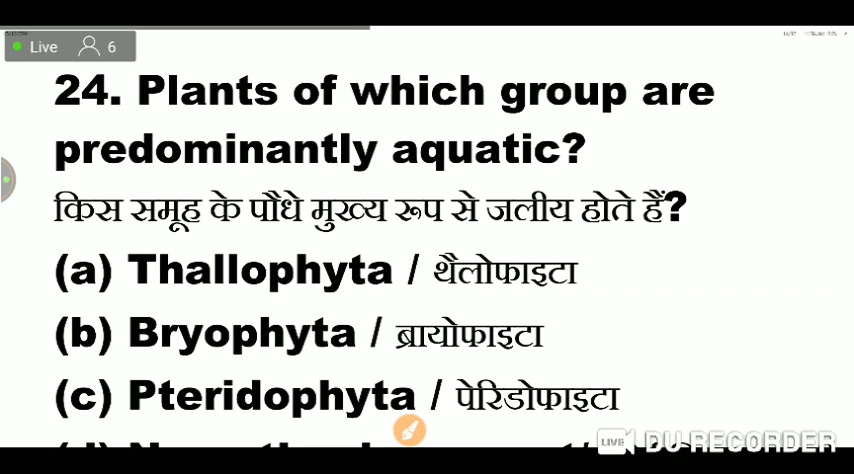 Live 6
24. Plants of which group are
predominantly aquatic?
किस समूह के पौधे मुख्य रूप से जलीय होते हैं?
(a) Thallophyta / थैलोफाइटा
(b) Bryophyta / ब्रायोफाइटा
(c) Pteridophyta / पेरिडोफाइटा
LIVE DU RECORDER